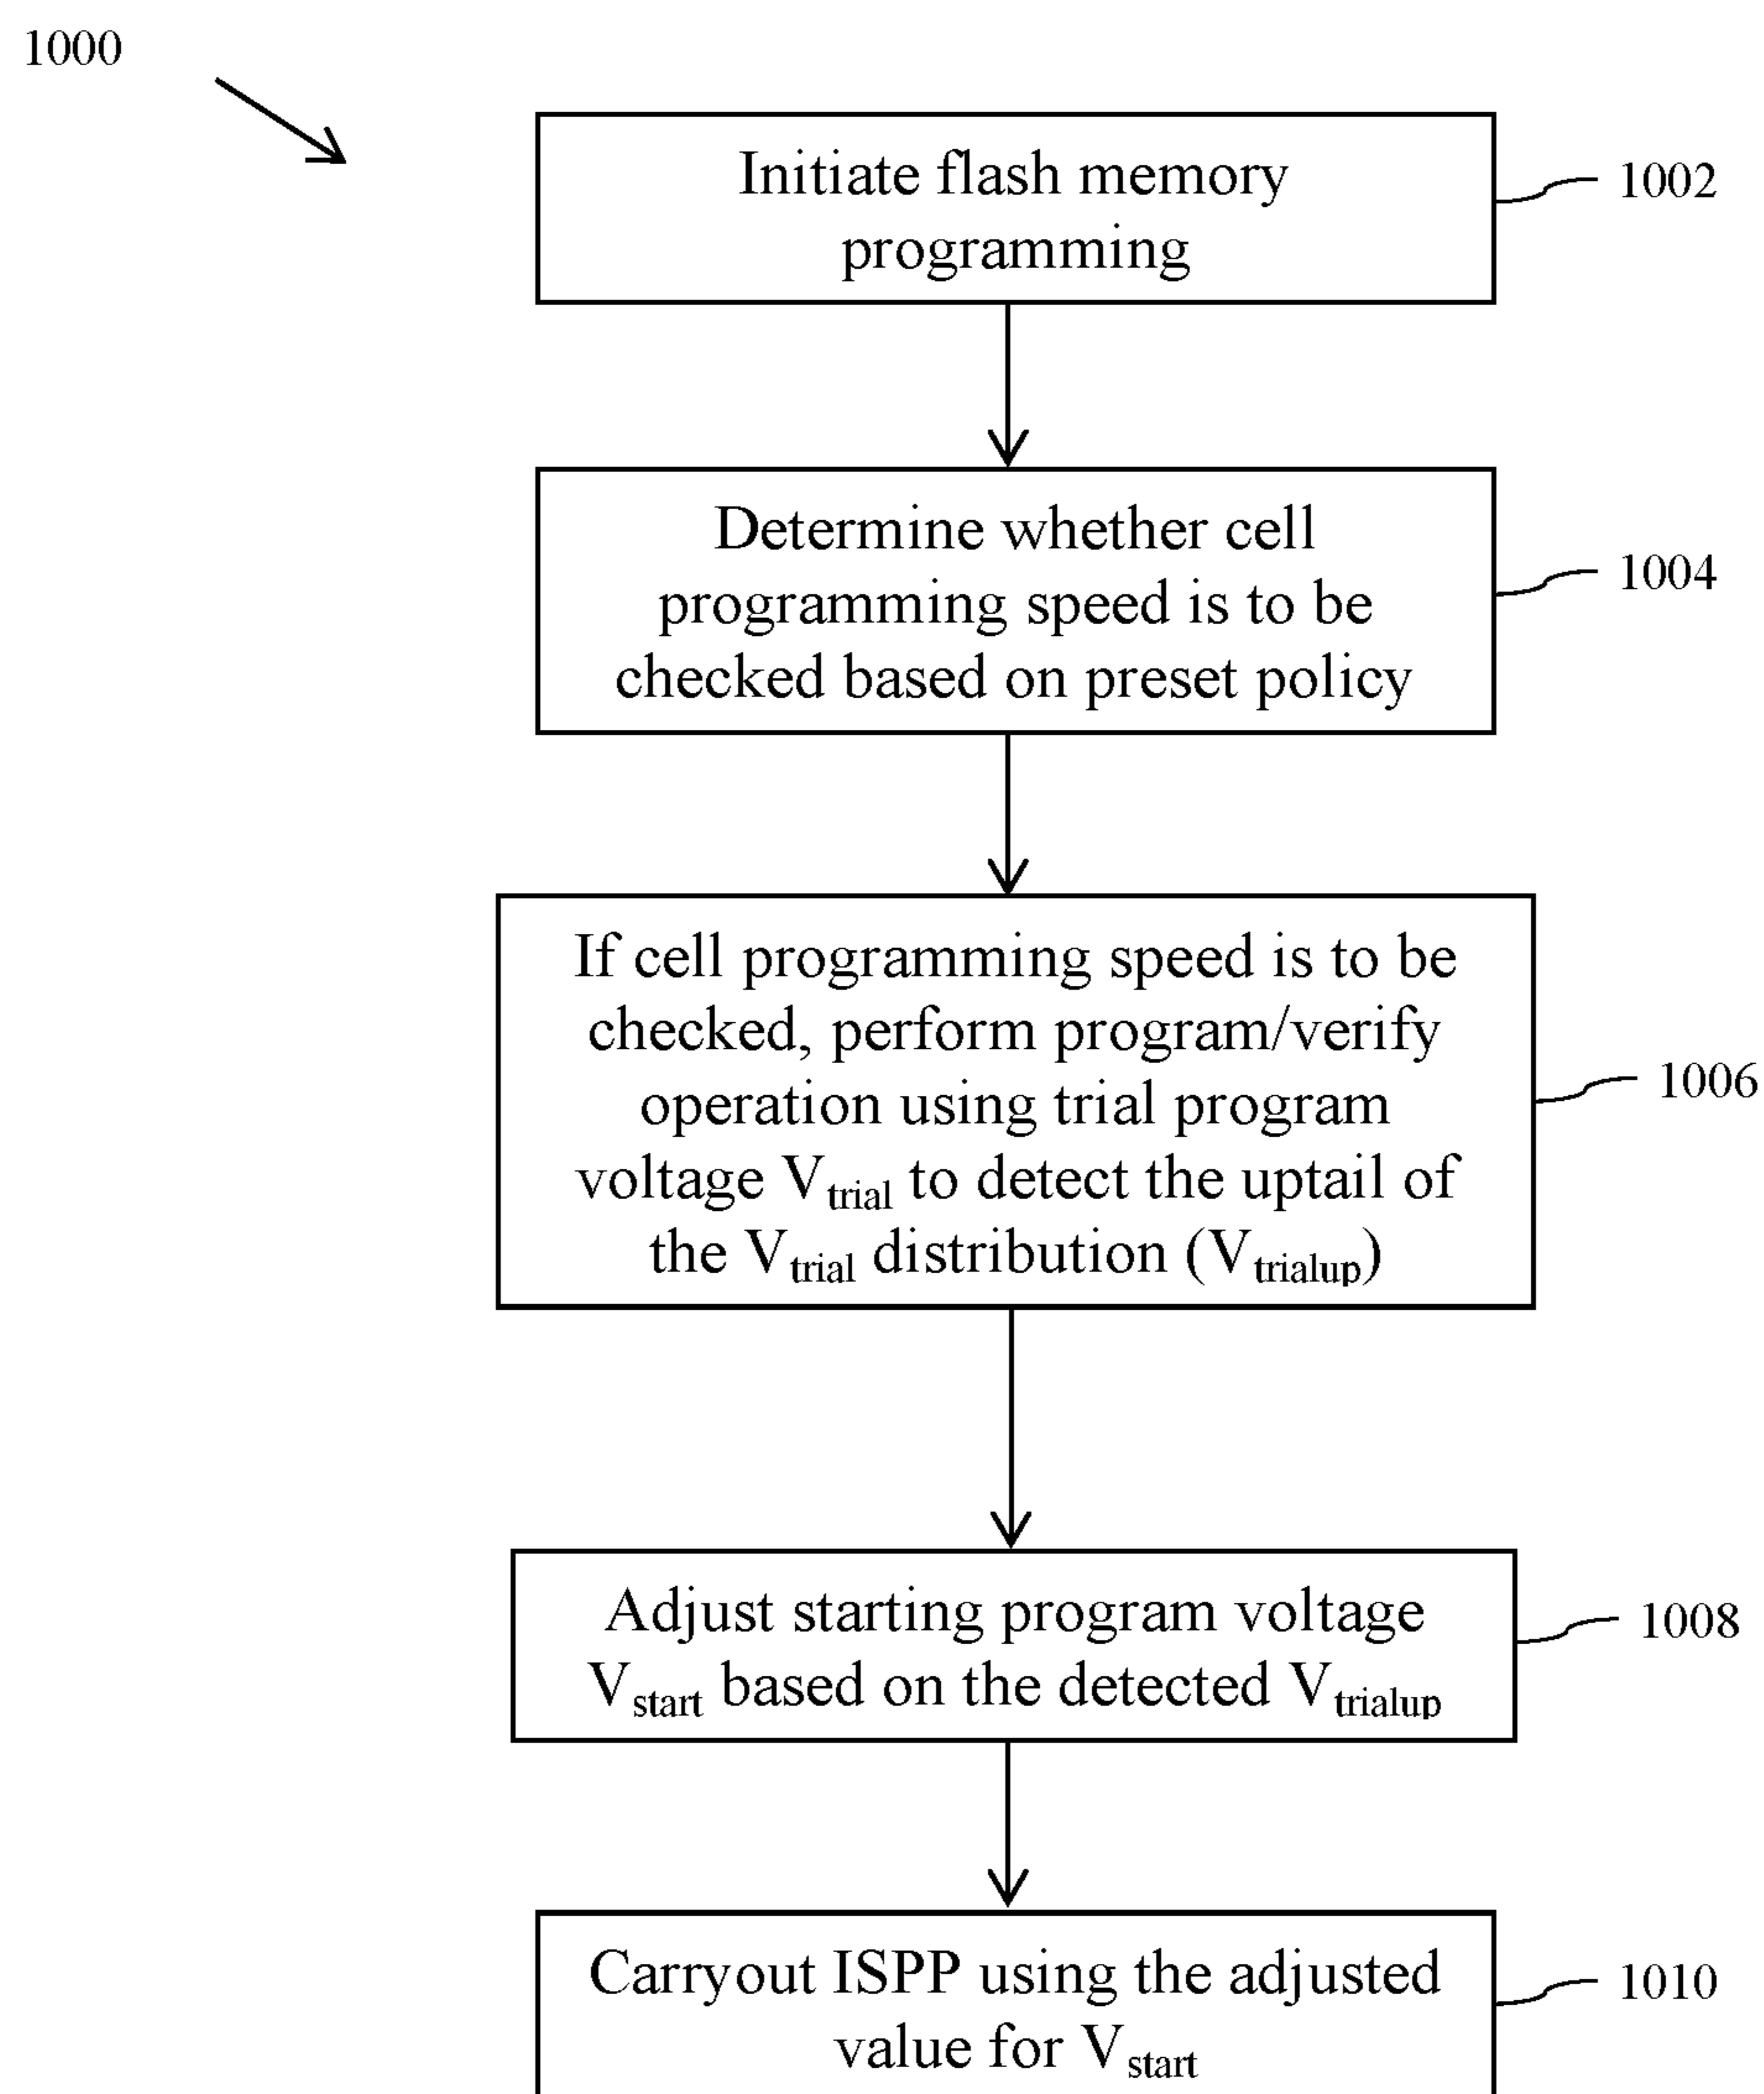 1000
Initiate flash memory
programming
1002
Determine whether cell
programming speed is to be
checked based on preset policy
1004
If cell programming speed is to be
checked, perform program/verify
operation using trial program
voltage Vtrial to detect the uptail of
the Vtrial distribution (Vtrialup)
1006
Adjust starting program voltage
Vstart based on the detected Vtrialup
1008
Carryout ISPP using the adjusted
value for Vstart
1010